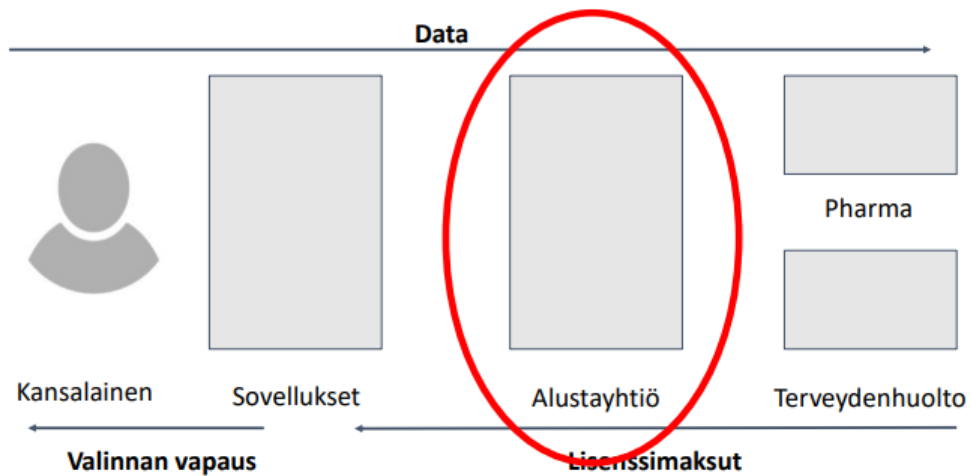 Data
Pharma
Kansalainen
Sovellukset
Alustayhtiö
Terveydenhuolto
Valinnan vapaus
Lisenssimaksut